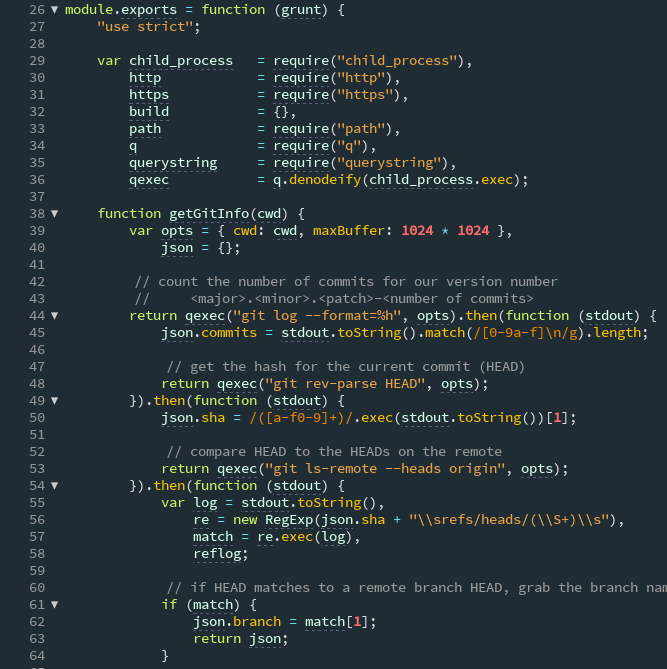 26 ▼ module.exports = function (grunt) {
27     "use strict";
28
29     var child_process   = require("child_process"),
30         http            = require("http"),
31         https           = require("https"),
32         build           = {},
33         path            = require("path"),
34         q               = require("q"),
35         querystring     = require("querystring"),
36         qexec           = q.denodeify(child_process.exec);
37
38 ▼     function getGitInfo(cwd) {
39         var opts = { cwd: cwd, maxBuffer: 1024 * 1024 },
40             json = {};
41
42         // count the number of commits for our version number
43         //     <major>.<minor>.<patch>-<number of commits>
44 ▼         return qexec("git log --format=%h", opts).then(function (stdout) {
45             json.commits = stdout.toString().match(/[0-9a-f]\n/g).length;
46
47             // get the hash for the current commit (HEAD)
48             return qexec("git rev-parse HEAD", opts);
49 ▼         }).then(function (stdout) {
50             json.sha = /([a-f0-9]+)/.exec(stdout.toString())[1];
51
52             // compare HEAD to the HEADs on the remote
53             return qexec("git ls-remote --heads origin", opts);
54 ▼         }).then(function (stdout) {
55             var log = stdout.toString(),
56                 re = new RegExp(json.sha + "\\srefs/heads/(\\S+)\\s"),
57                 match = re.exec(log),
58                 reflog;
59
60             // if HEAD matches to a remote branch HEAD, grab the branch
61 ▼             if (match) {
62                 json.branch = match[1];
63                 return json;
64             }